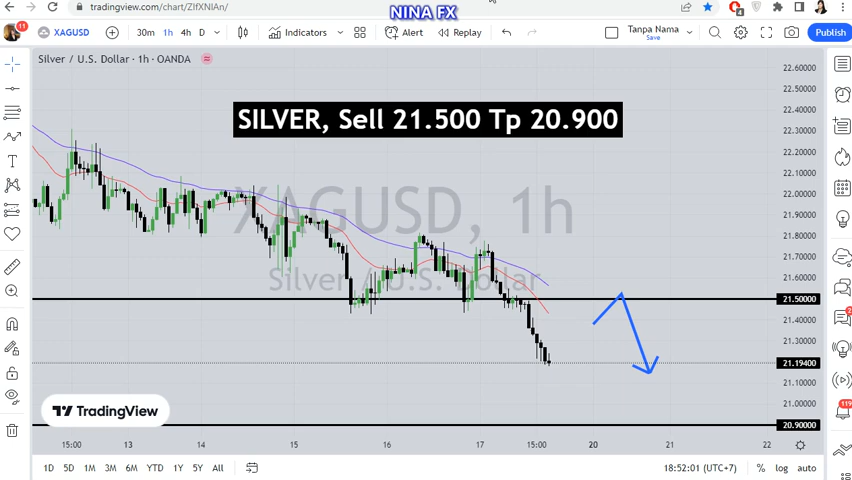 NINA FX
tradingview.com/chart/ZIfXNIAn/
11
XAGUSD
30m 1h 4h D
Indicators
Alert
Replay
Tanpa Nama
Save
Publish
Silver / U.S. Dollar · 1h · OANDA
SILVER, Sell 21.500 Tp 20.900
XAGUSD, 1h
Silver / U.S. Dollar
22.60000
22.50000
22.40000
22.30000
22.20000
22.10000
22.00000
21.90000
21.80000
21.70000
21.60000
21.50000
21.40000
21.30000
21.19400
21.10000
21.00000
20.90000
TradingView
15:00 13 14 15 16 17 15:00 20 21 22
1D 5D 1M 3M 6M YTD 1Y 5Y All
18:52:01 (UTC+7) % log auto
119